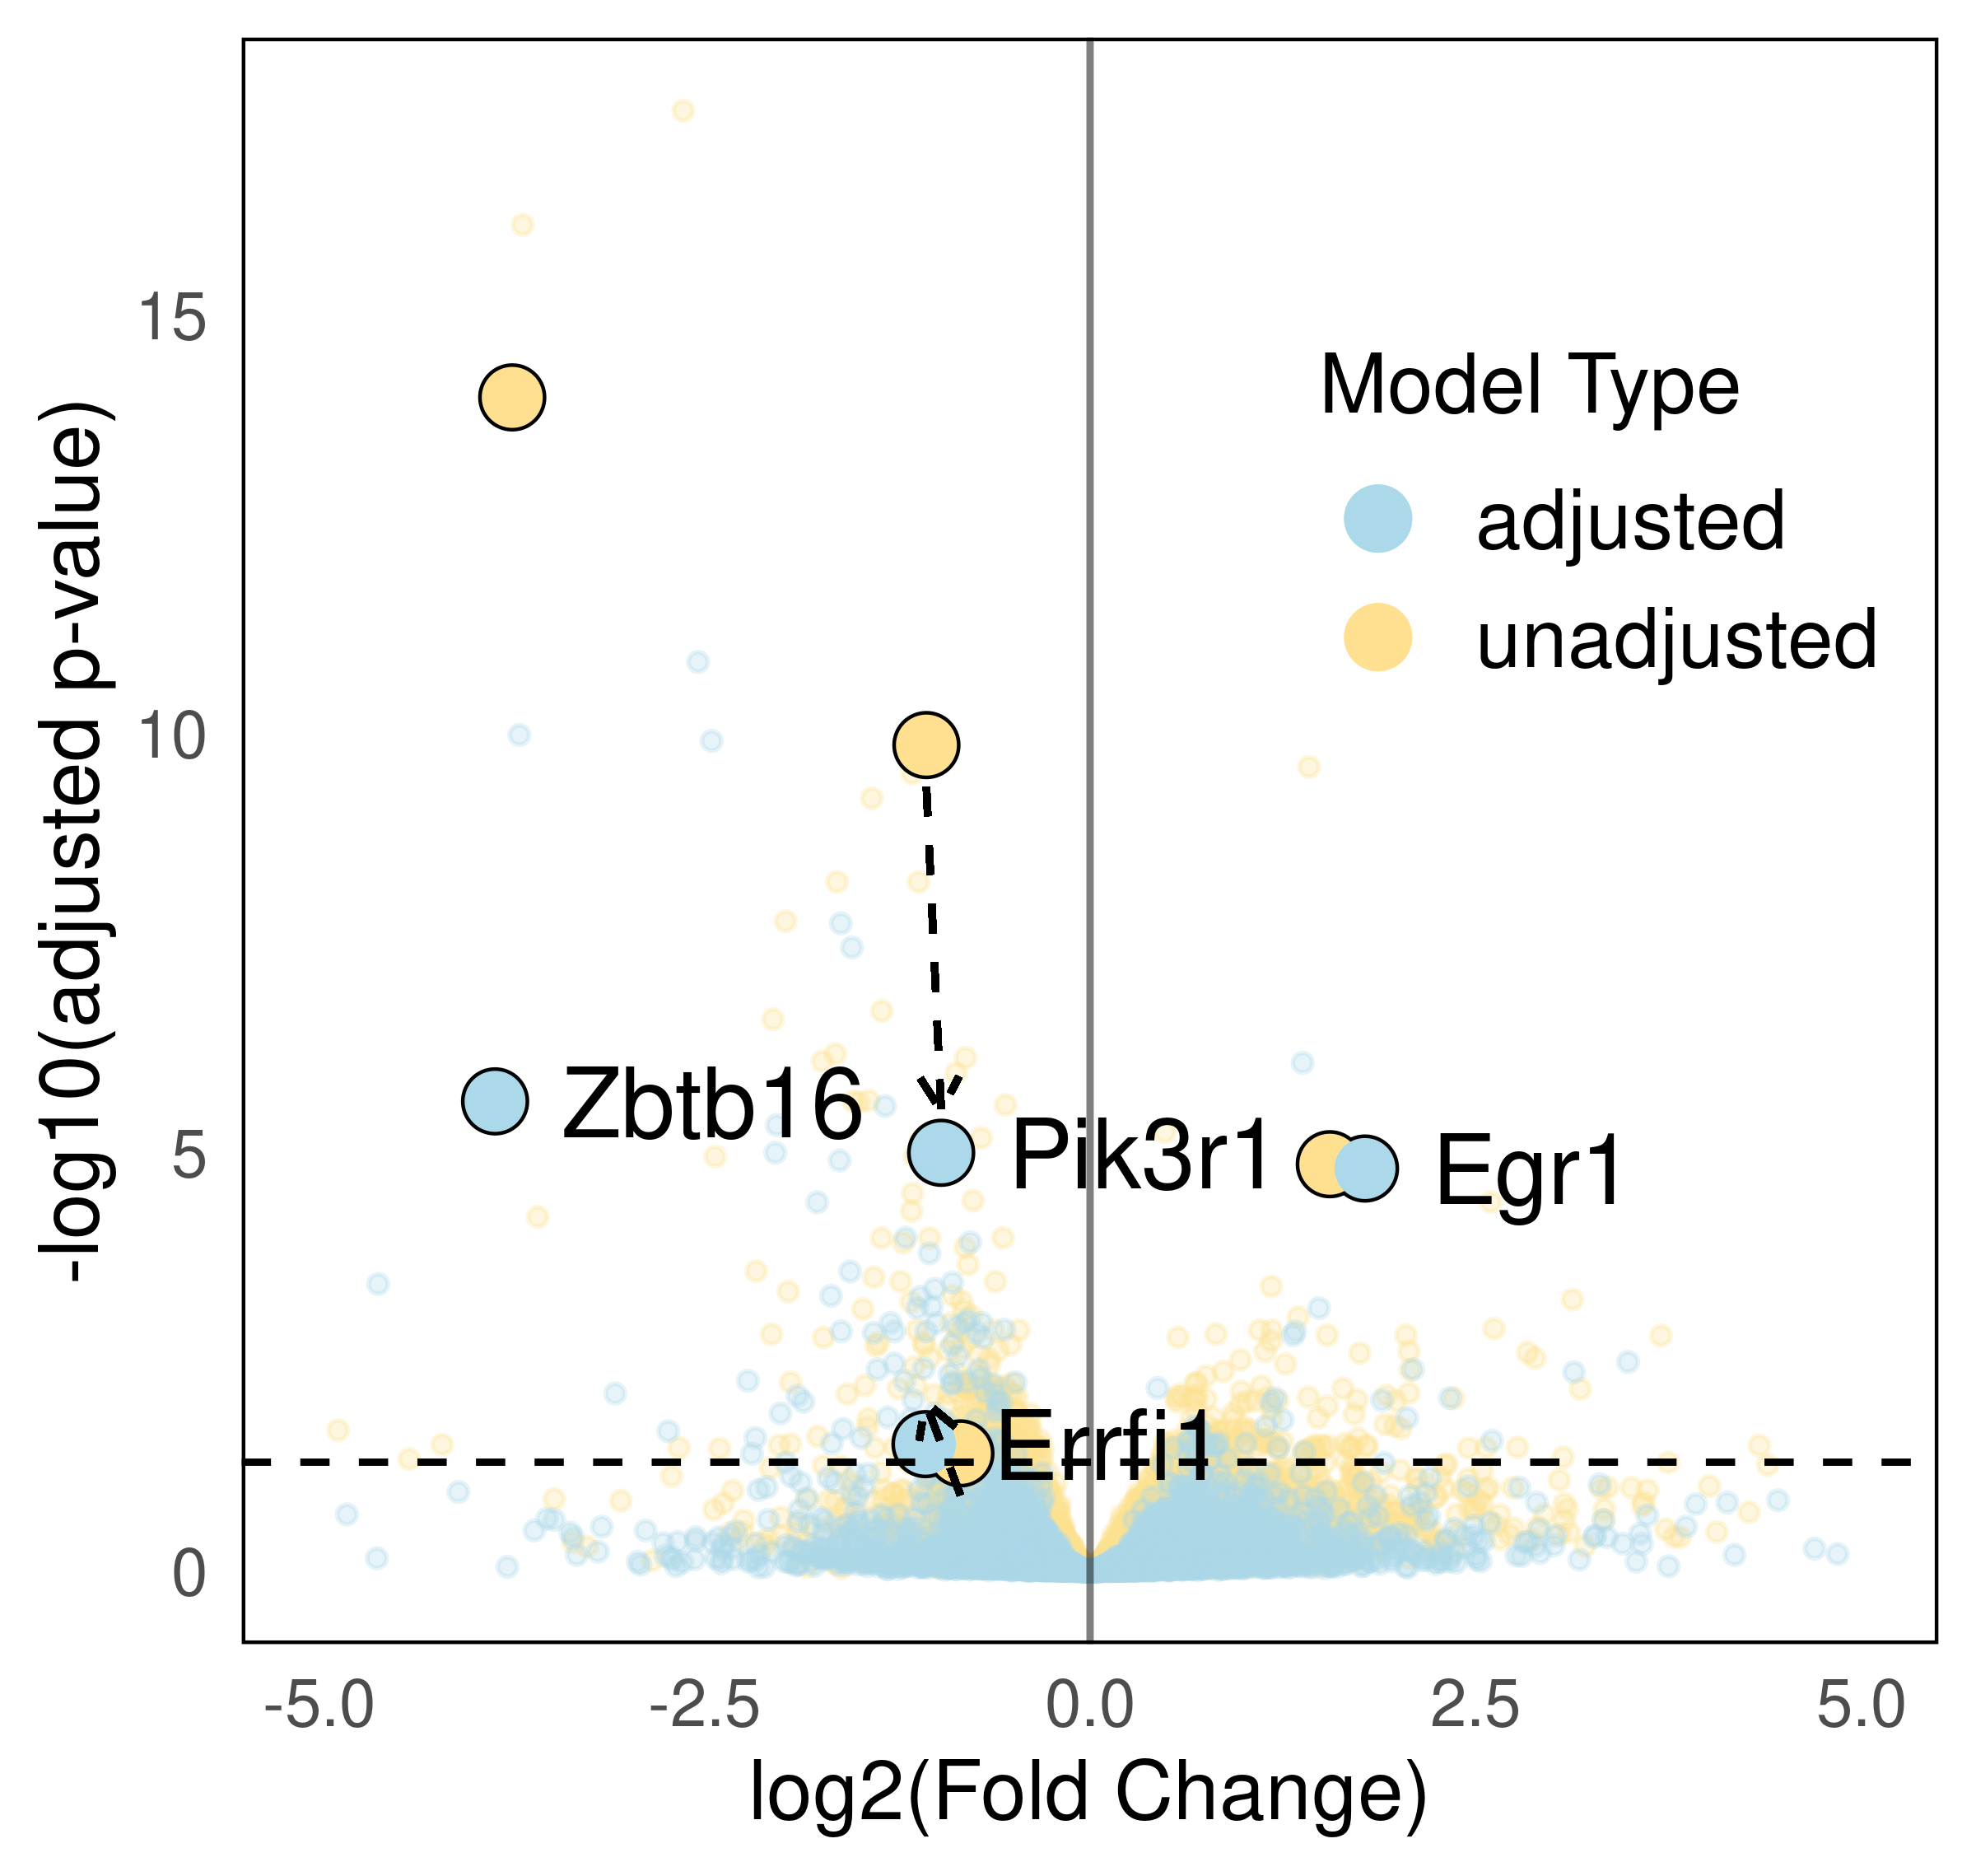 -log10(adjusted p-value)
15
10
5
0
Model Type
adjusted
unadjusted
Zbtb16
Pik3r1
Egr1
Errfi1
-5.0
-2.5
0.0
2.5
5.0
log2(Fold Change)